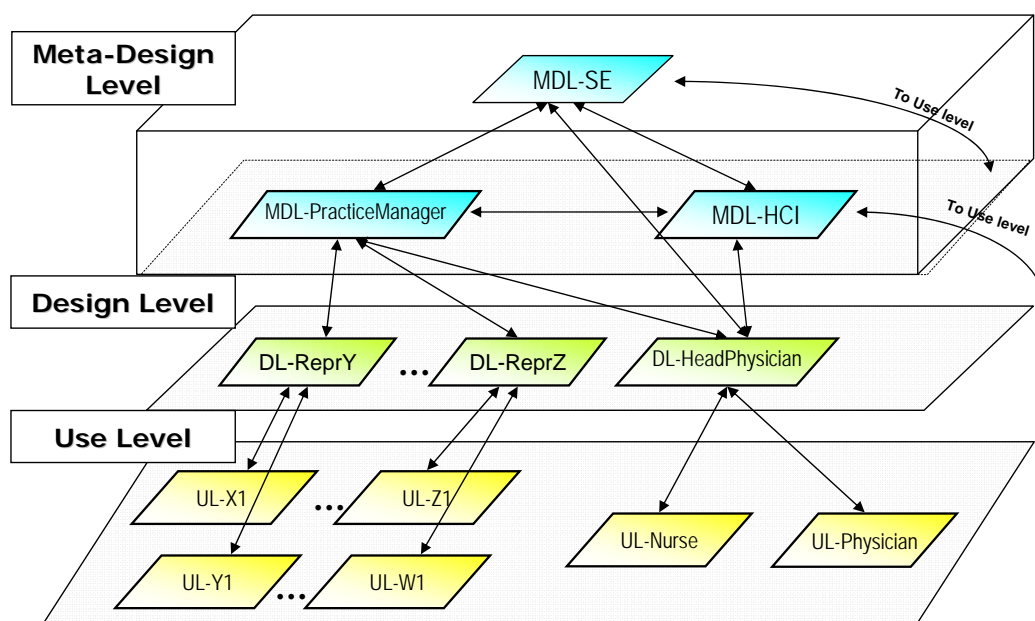 Meta-Design
Level
MDL-SE
To Use level
MDL-PracticeManager
MDL-HCI
To Use level
Design Level
DL-ReprY
...
DL-ReprZ
DL-HeadPhysician
Use Level
UL-X1
...
UL-Z1
UL-Nurse
UL-Physician
UL-Y1
...
UL-W1